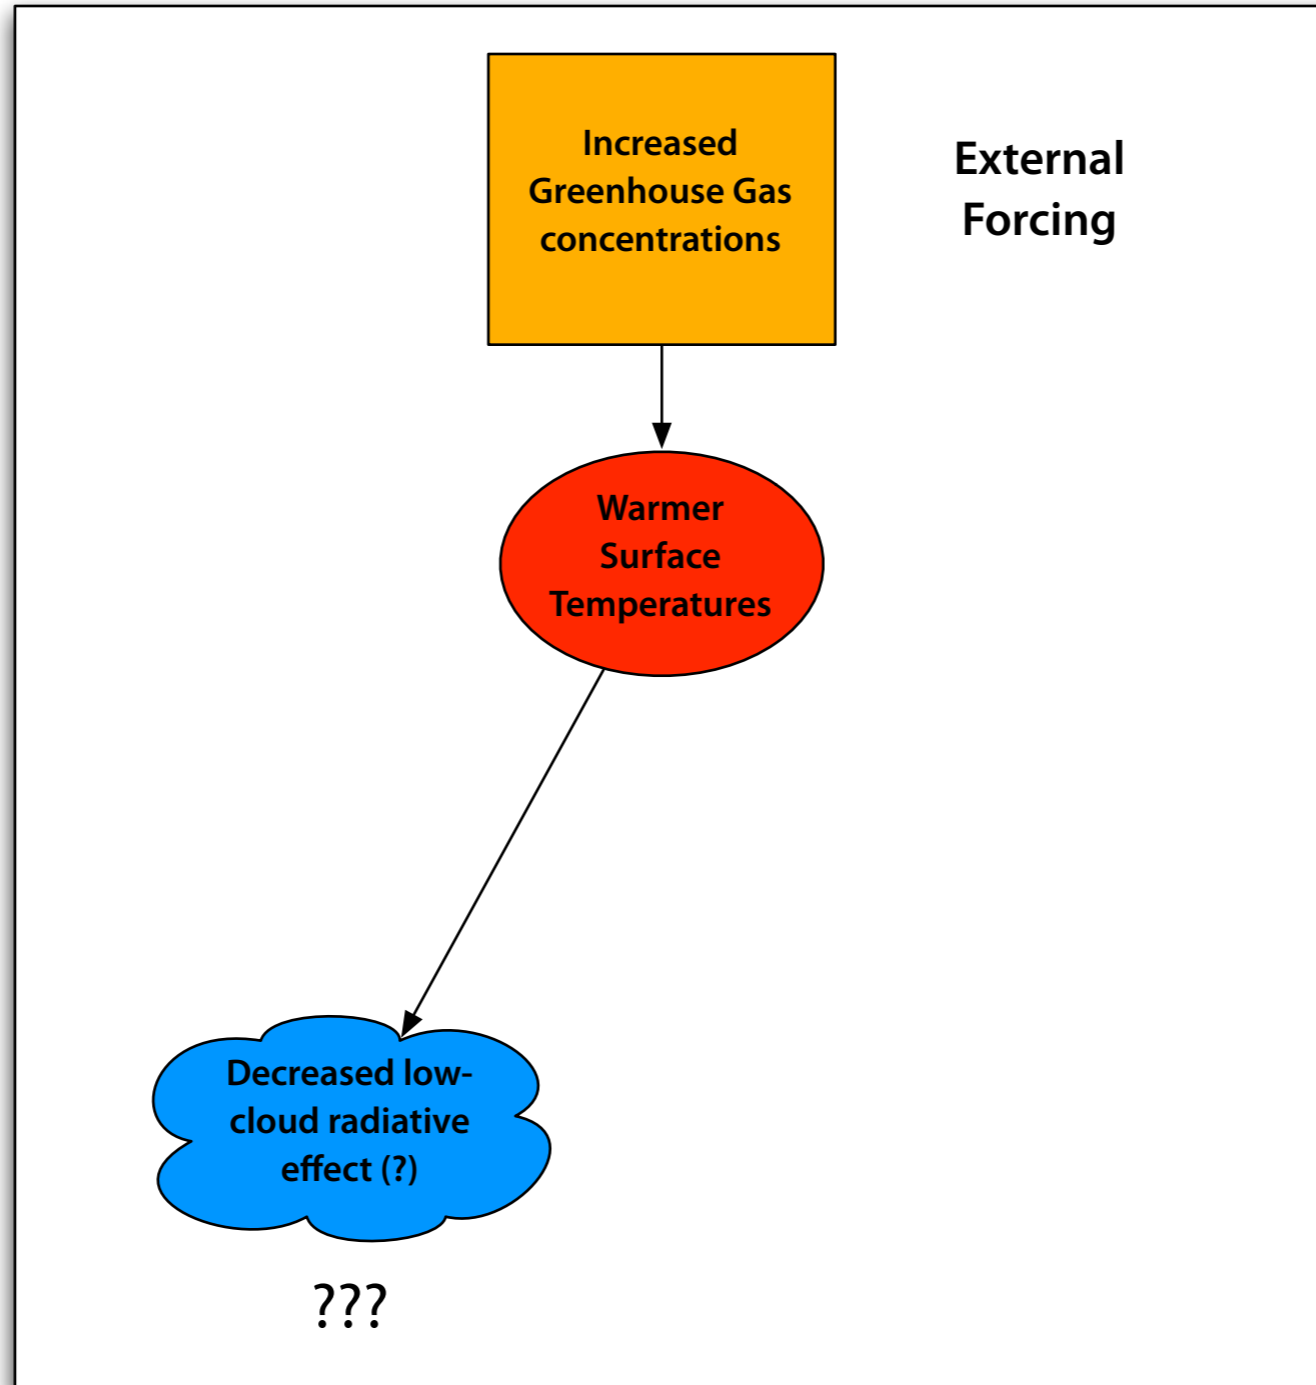 Increased
Greenhouse Gas
concentrations
External
Forcing
Warmer
Surface
Temperatures
Decreased low-
cloud radiative
effect (?)
???